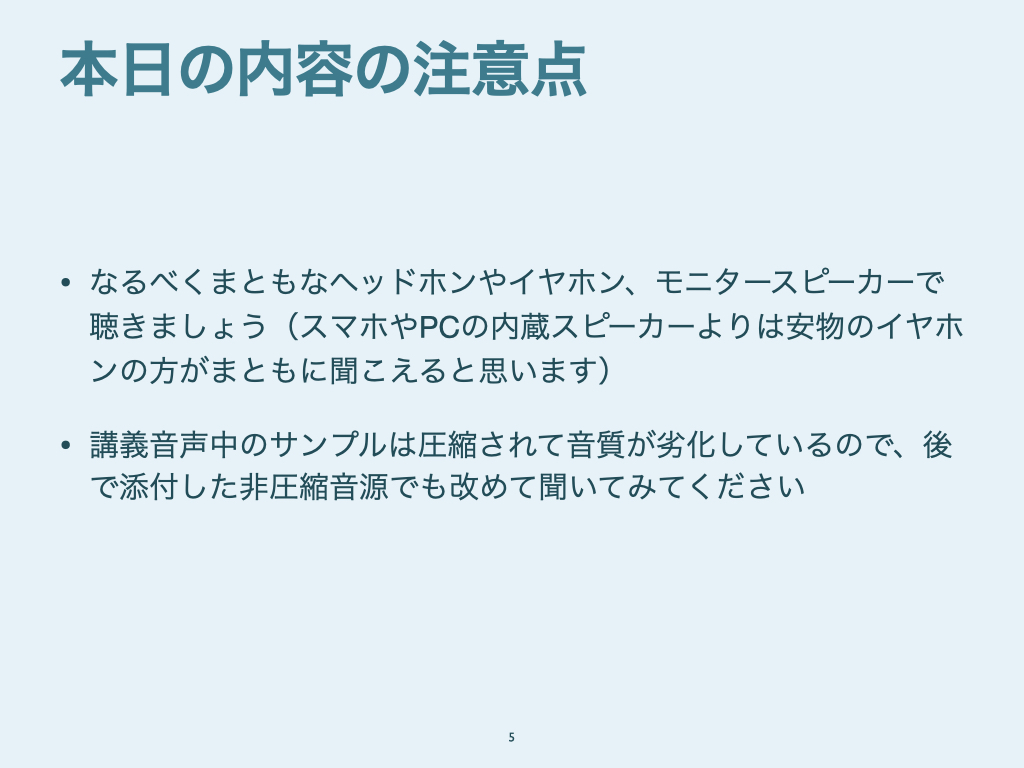 本日の内容の注意点
• なるべくまともなヘッドホンやイヤホン、モニタースピーカーで
聴きましょう（スマホやPCの内蔵スピーカーよりは安物のイヤホ
ンの方がまともに聞こえると思います）
• 講義音声中のサンプルは圧縮されて音質が劣化しているので、後
で添付した非圧縮音源でも改めて聞いてみてください
5